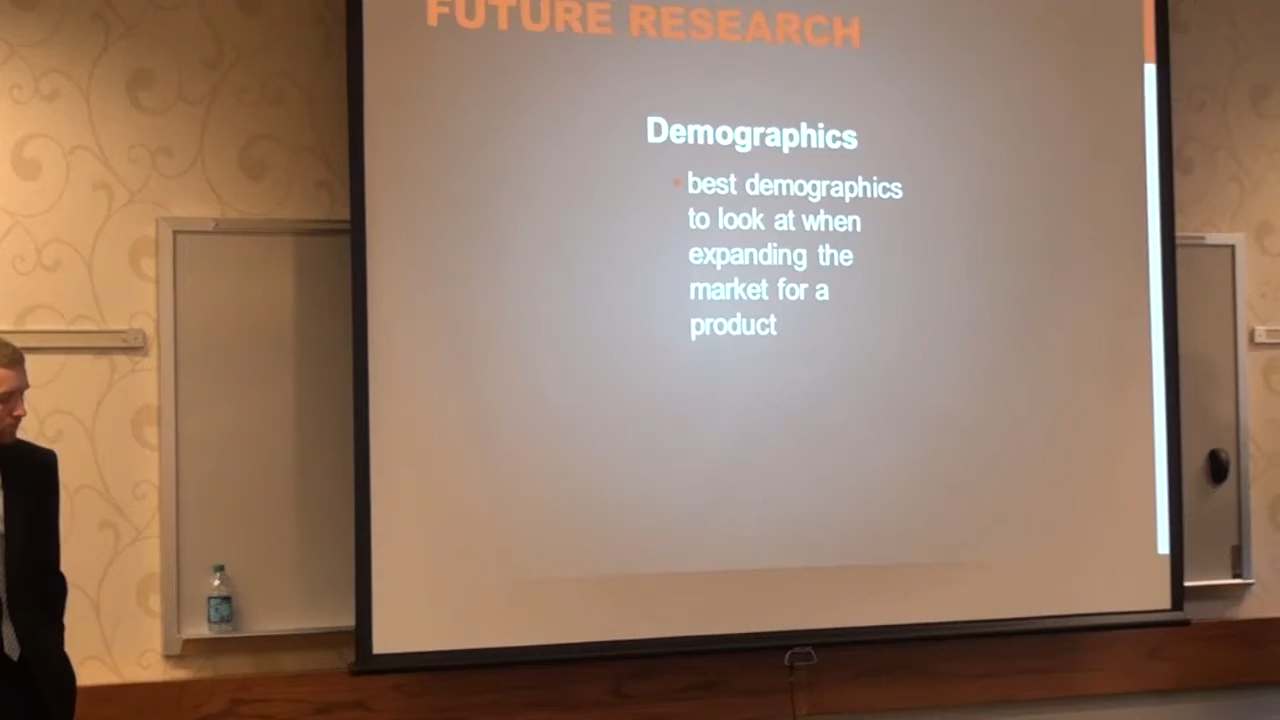 FUTURE RESEARCH
Demographics
best demographics
to look at when
expanding the
market for a
product